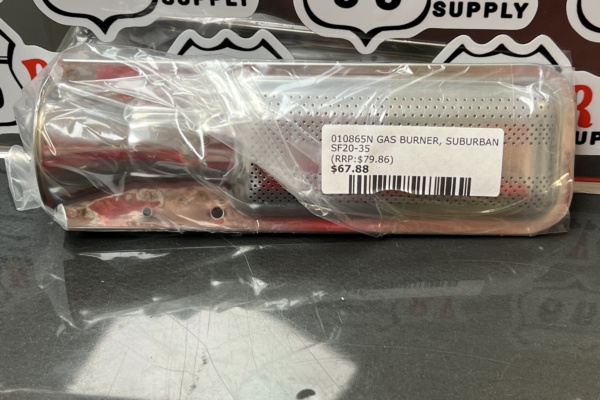 SUPPLY
SUPPLY
010865N GAS BURNER, SUBURBAN
SF20-35
(RRP:$79.86)
$67.88